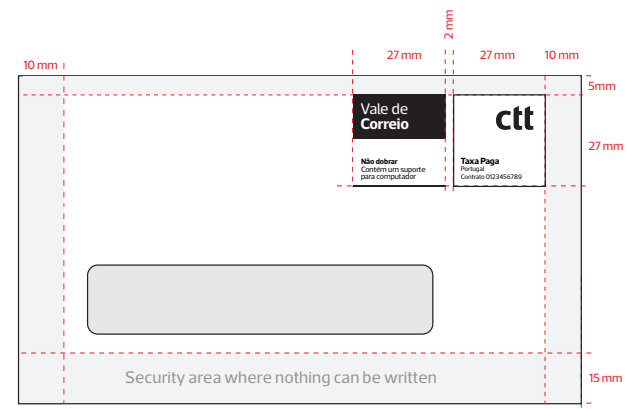 2 mm
27 mm
27 mm
10 mm
10 mm
5mm
Vale de
Correio
ctt
27 mm
Não dobrar
Contém um suporte
para computador
Taxa Paga
Portugal
Contrato 0123456789
Security area where nothing can be written
15 mm